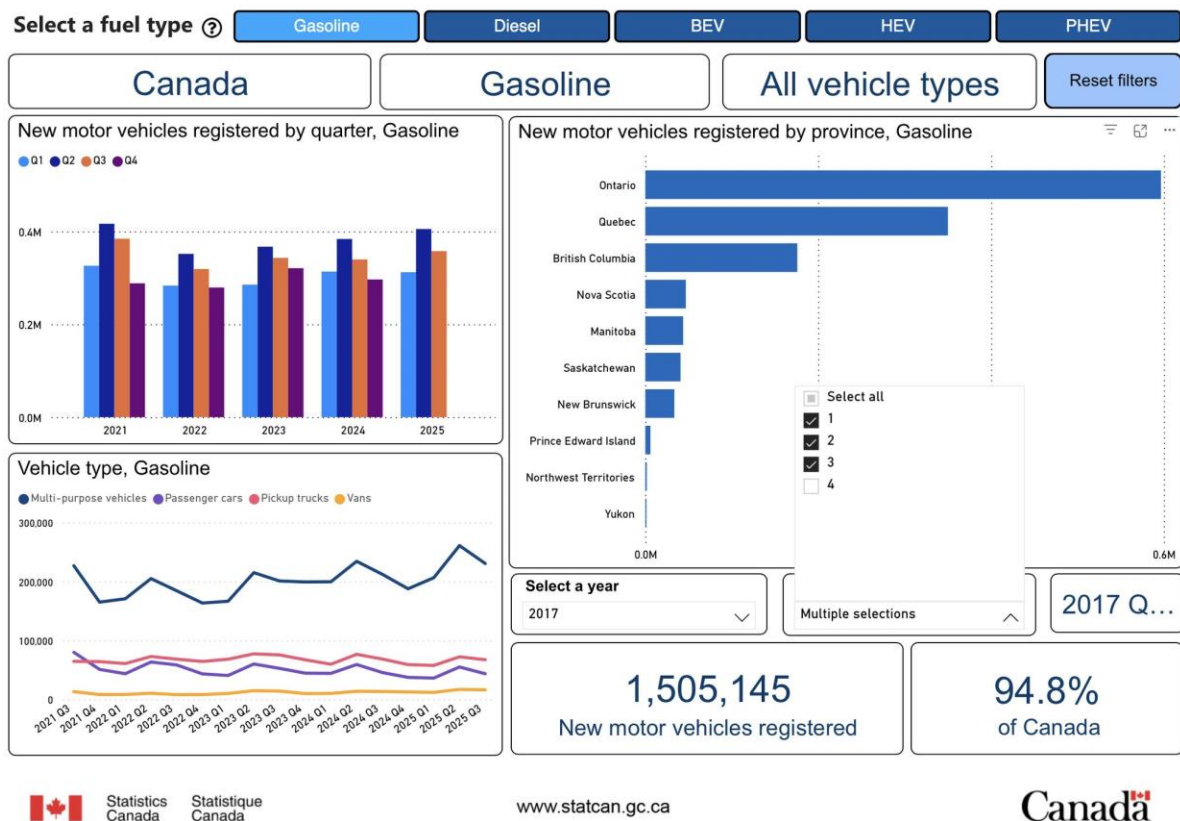 Select a fuel type ?
Gasoline
Diesel
BEV
HEV
PHEV
Canada
Gasoline
All vehicle types
Reset filters
New motor vehicles registered by quarter, Gasoline
Q1 Q2 Q3 Q4
0.4M
0.2M
0.0M
2021 2022 2023 2024 2025
New motor vehicles registered by province, Gasoline
Ontario
Quebec
British Columbia
Nova Scotia
Manitoba
Saskatchewan
New Brunswick
Prince Edward Island
Northwest Territories
Yukon
0.0M 0.6M
Select all
1
2
3
4
Vehicle type, Gasoline
Multi-purpose vehicles Passenger cars Pickup trucks Vans
300,000
200,000
100,000
0
2021 Q3 2021 Q4 2022 Q1 2022 Q2 2022 Q3 2022 Q4 2023 Q1 2023 Q2 2023 Q3 2023 Q4 2024 Q1 2024 Q2 2024 Q3 2024 Q4 2025 Q1 2025 Q2 2025 Q3
Select a year
2017
Multiple selections
2017 Q...
1,505,145
New motor vehicles registered
94.8%
of Canada
Statistics Statistique
Canada Canada
www.statcan.gc.ca
Canada